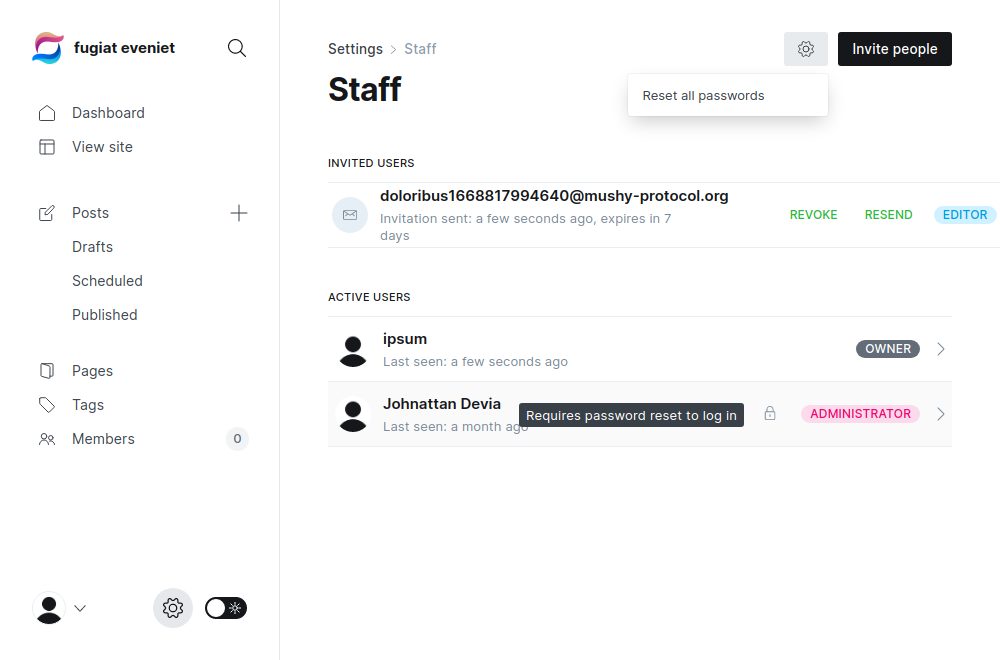 fugiat eveniet
Dashboard
View site
Posts
Drafts
Scheduled
Published
Pages
Tags
Members
0
Settings Staff
Invite people
Staff
Reset all passwords
INVITED USERS
doloribus1668817994640@mushy-protocol.org
Invitation sent: a few seconds ago, expires in 7
days
REVOKE RESEND EDITOR
ACTIVE USERS
ipsum
Last seen: a few seconds ago
OWNER
Johnattan Devia
Last seen: a month ago
Requires password reset to log in
ADMINISTRATOR